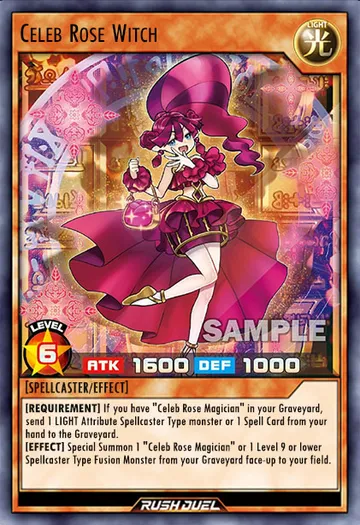 Celeb Rose Witch
LIGHT
光
SAMPLE
LEVEL
6
ATK 1600 DEF 1000
[SPELLCASTER/EFFECT]
[REQUIREMENT] If you have "Celeb Rose Magician" in your Graveyard,
send 1 LIGHT Attribute Spellcaster Type monster or 1 Spell Card from your
hand to the Graveyard.
[EFFECT] Special Summon 1 "Celeb Rose Magician" or 1 Level 9 or lower
Spellcaster Type Fusion Monster from your Graveyard face-up to your field.
RUSH DUEL